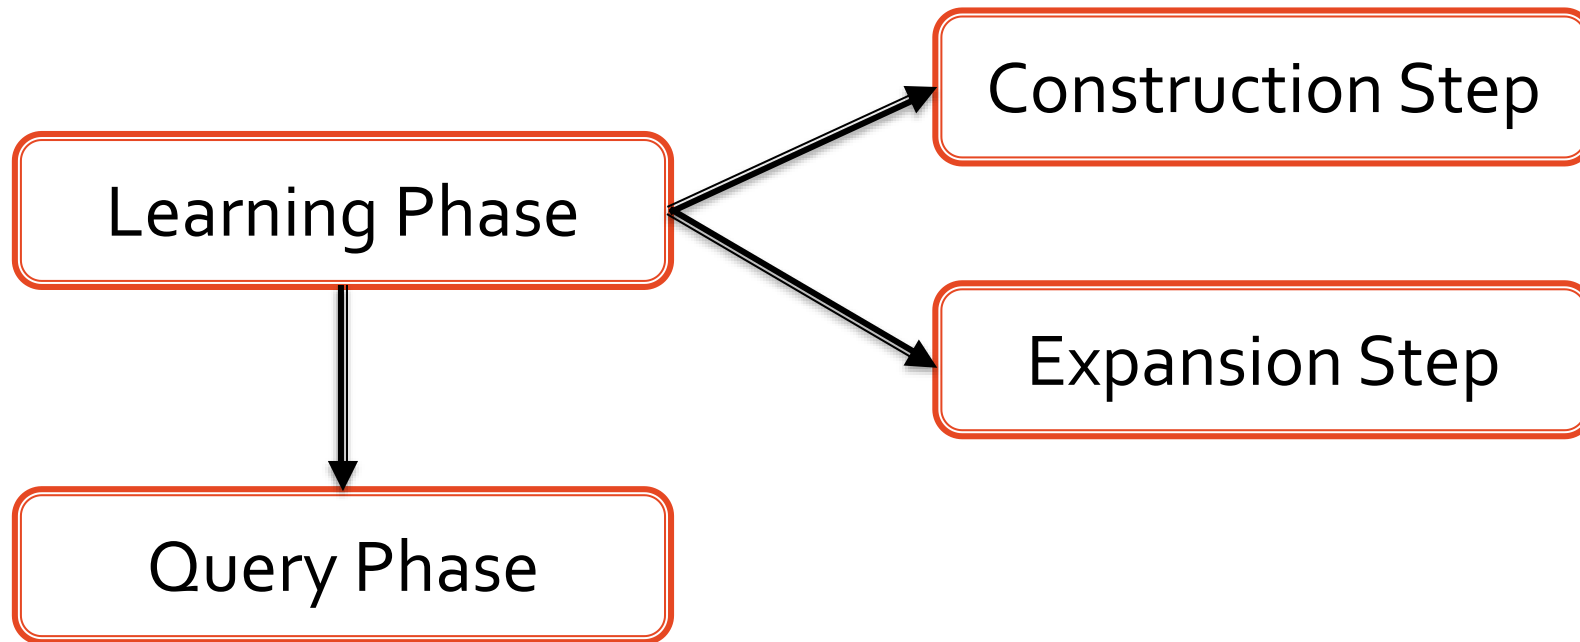 Construction Step
Learning Phase
Expansion Step
Query Phase